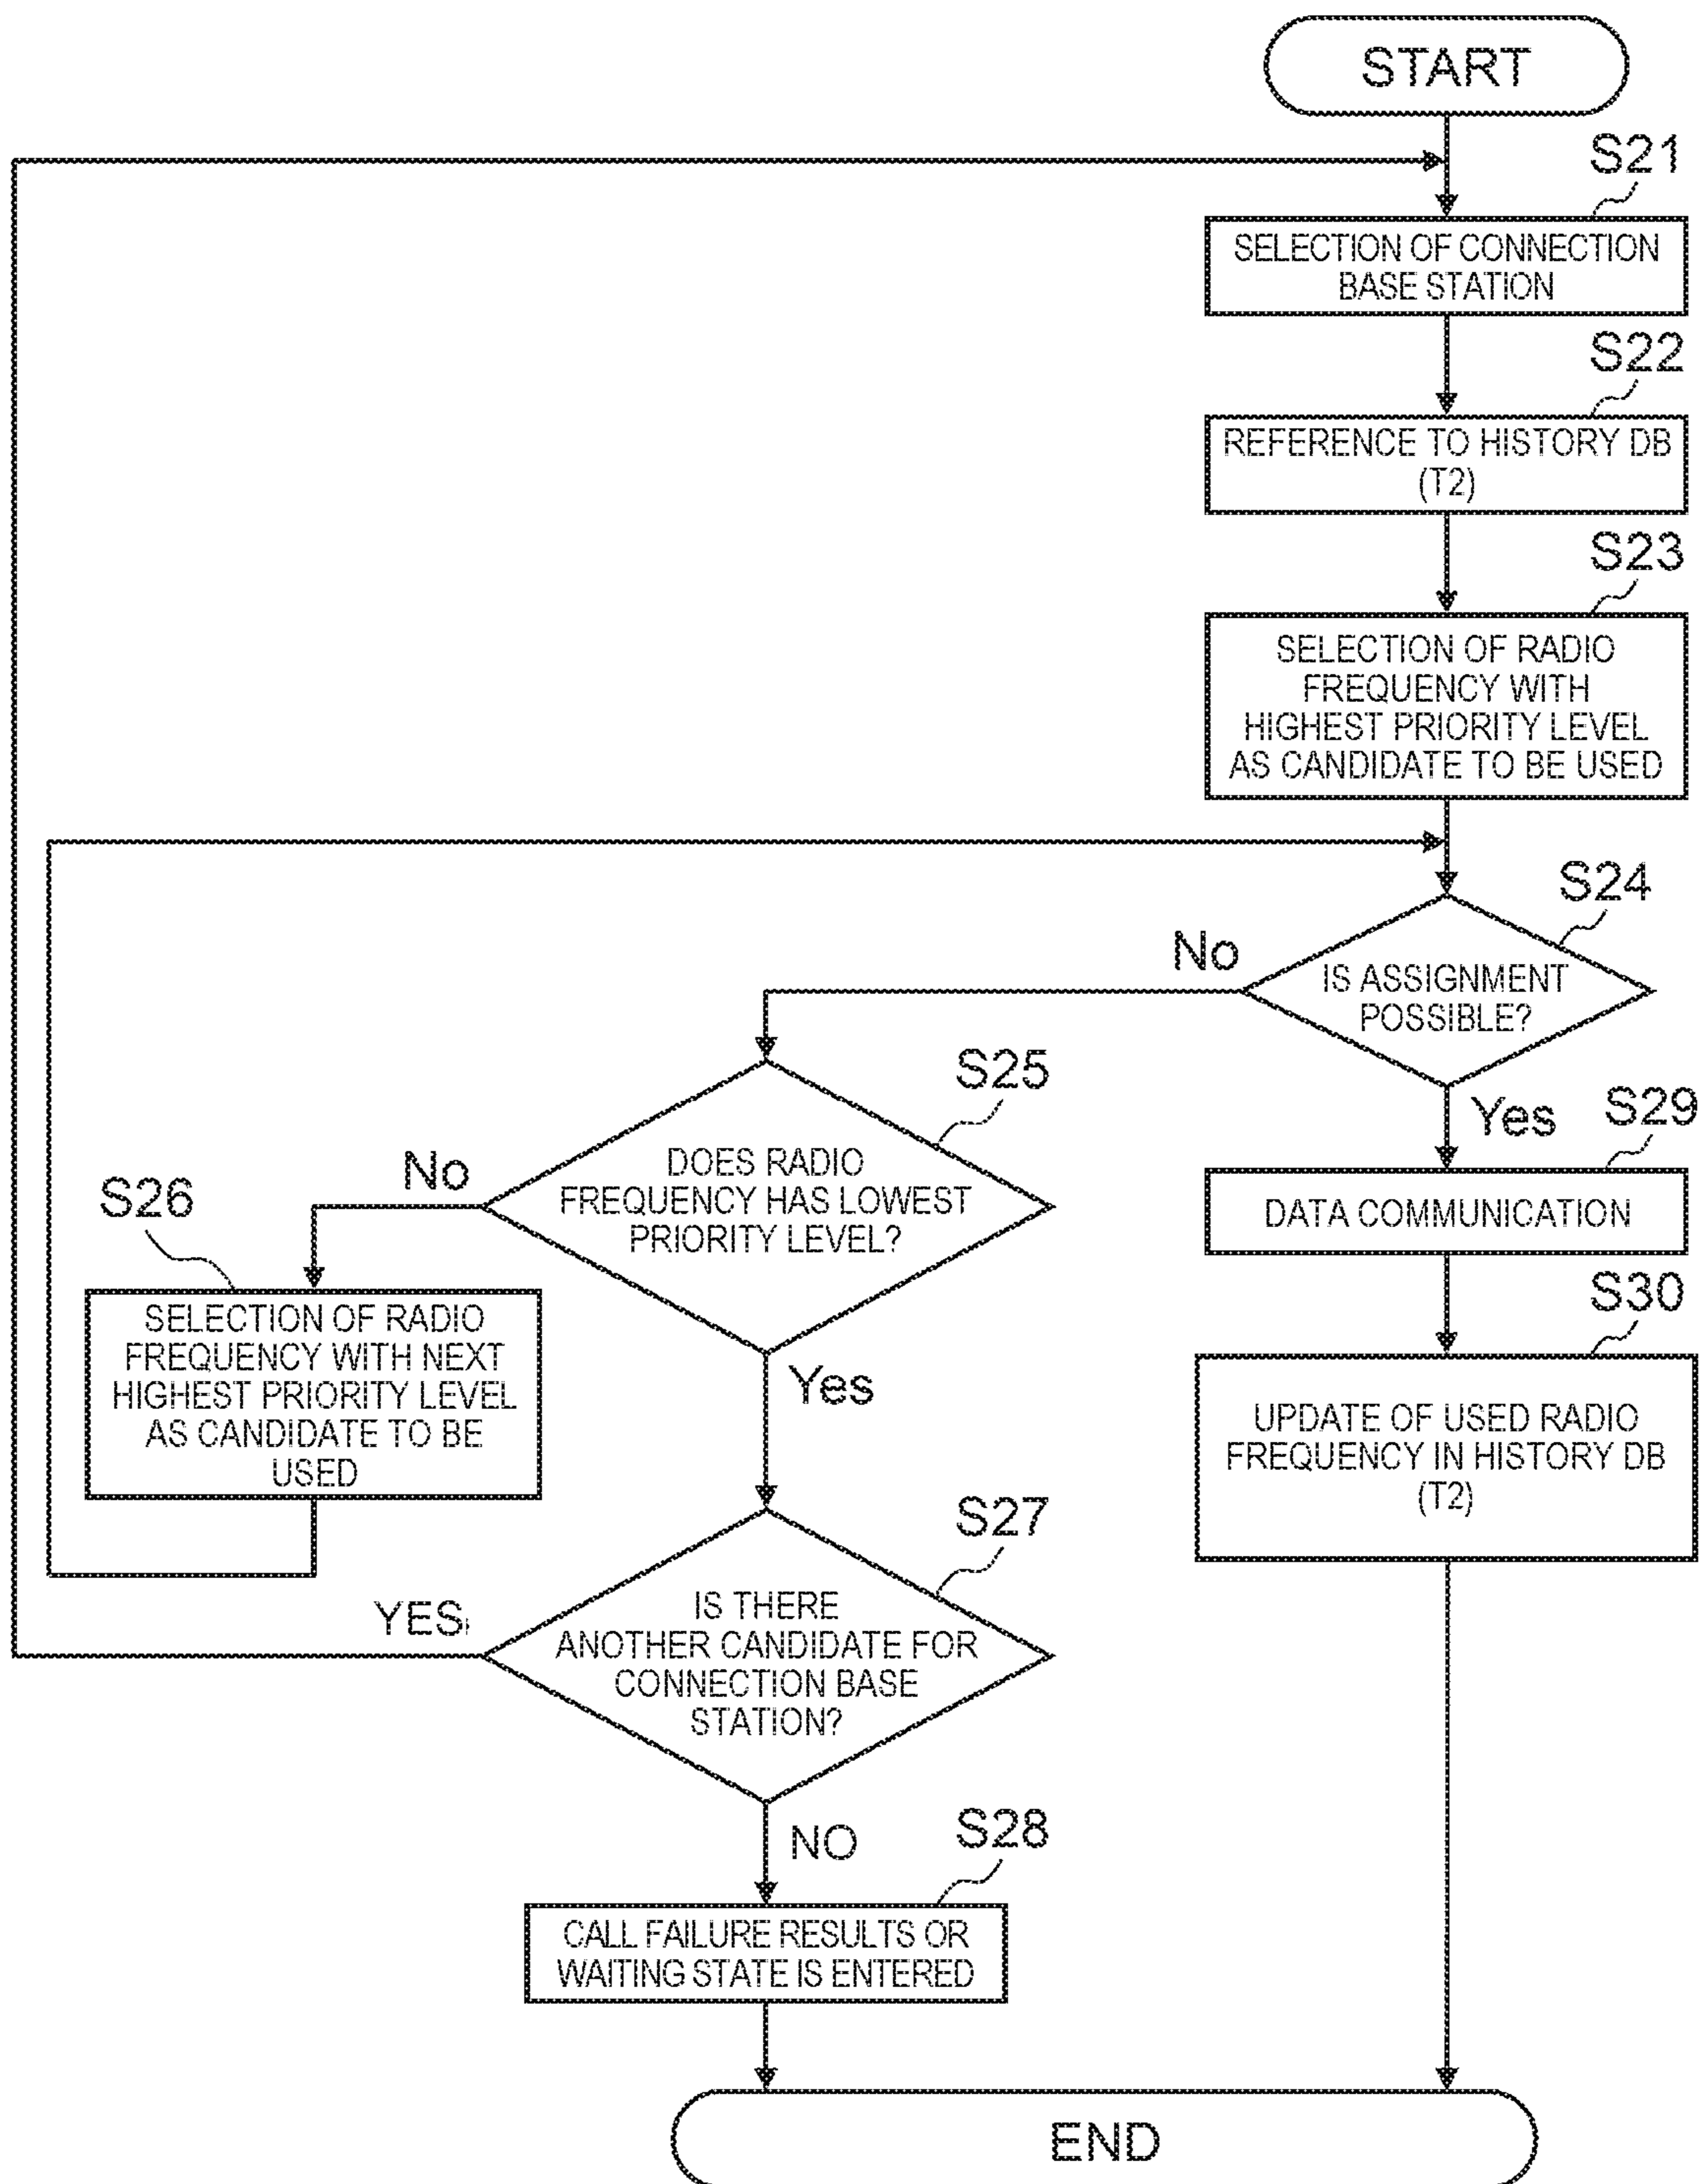 START
S21
SELECTION OF CONNECTION
BASE STATION
S22
REFERENCE TO HISTORY DB
(T2)
S23
SELECTION OF RADIO
FREQUENCY WITH
HIGHEST PRIORITY LEVEL
AS CANDIDATE TO BE USED
S24
No
IS ASSIGNMENT
POSSIBLE?
Yes
S25
No
DOES RADIO
FREQUENCY HAS LOWEST
PRIORITY LEVEL?
Yes
S26
SELECTION OF RADIO
FREQUENCY WITH NEXT
HIGHEST PRIORITY LEVEL
AS CANDIDATE TO BE
USED
S27
YES
IS THERE
ANOTHER CANDIDATE FOR
CONNECTION BASE
STATION?
NO
S28
CALL FAILURE RESULTS OR
WAITING STATE IS ENTERED
S29
DATA COMMUNICATION
S30
UPDATE OF USED RADIO
FREQUENCY IN HISTORY DB
(T2)
END